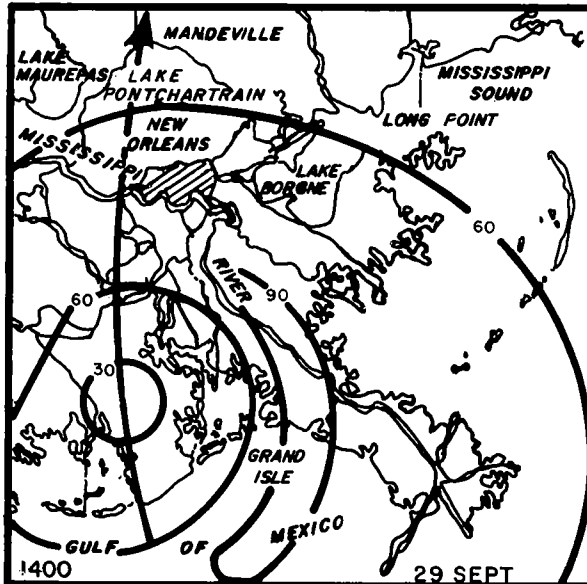 MANDEVILLE
LAKE
MAUREPAS
LAKE
PONTCHARTRAIN
MISSISSIPPI
SOUND
LONG POINT
NEW
ORLEANS
MISSISSIPPI
LAKE
BORGNE
60
RIVER
90
60
30
GRAND
ISLE
GULF OF MEXICO
1400
29 SEPT